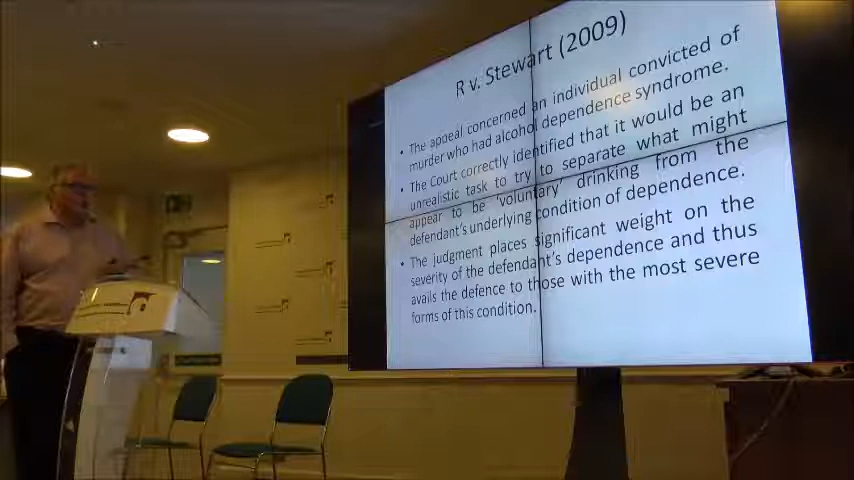 R v. Stewart (2009)
• The appeal concerned an individual convicted of
murder who had alcohol dependence syndrome.
• The Court correctly identified that it would be an
unrealistic task to try to separate what might
appear to be 'voluntary' drinking from the
defendant's underlying condition of dependence.
• The judgment places significant weight on the
severity of the defendant's dependence and thus
avails the defence to those with the most severe
forms of this condition.